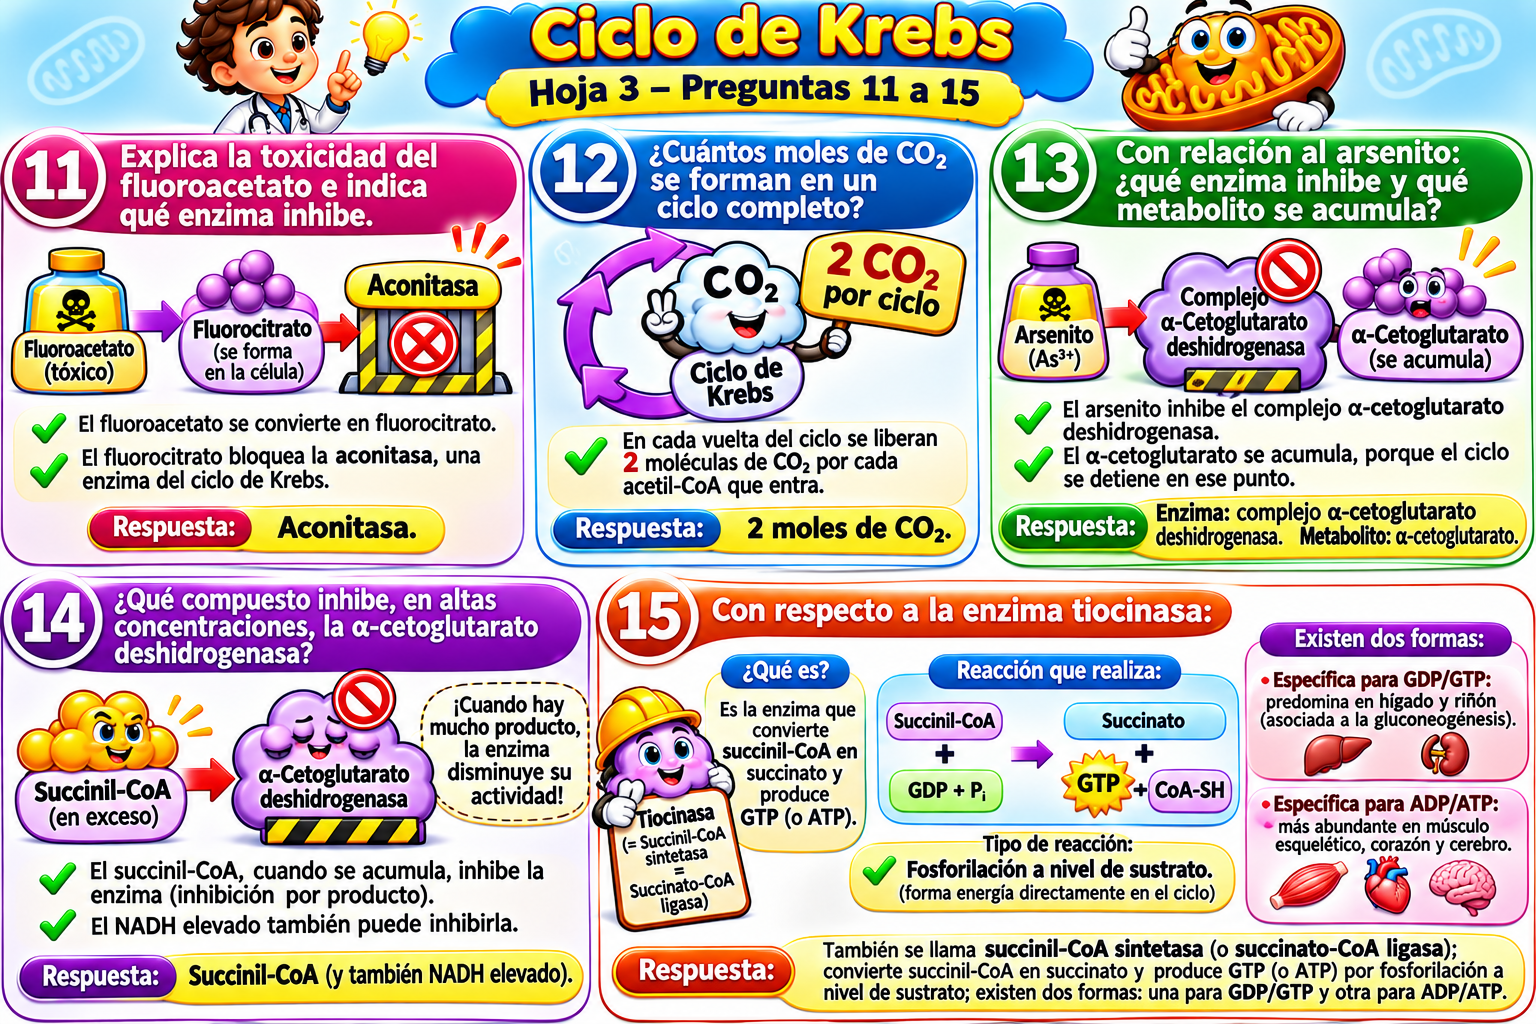 Ciclo de Krebs
Hoja 3 – Preguntas 11 a 15
11
Explica la toxicidad del
fluoroacetato e indica
qué enzima inhibe.
Fluoroacetato
(tóxico)
Fluorocitrato
(se forma
en la célula)
Aconitasa
El fluoroacetato se convierte en fluorocitrato.
El fluorocitrato bloquea la aconitasa, una
enzima del ciclo de Krebs.
Respuesta: Aconitasa.
12
¿Cuántos moles de CO₂
se forman en un
ciclo completo?
CO₂
Ciclo de
Krebs
2 CO₂
por ciclo
En cada vuelta del ciclo se liberan
2 moléculas de CO₂ por cada
acetil-CoA que entra.
Respuesta: 2 moles de CO₂.
13
Con relación al arsenito:
¿qué enzima inhibe y qué
metabolito se acumula?
Arsenito
(As³⁺)
Complejo
α-Cetoglutarato
deshidrogenasa
α-Cetoglutarato
(se acumula)
El arsenito inhibe el complejo α-cetoglutarato
deshidrogenasa.
El α-cetoglutarato se acumula, porque el ciclo
se detiene en ese punto.
Respuesta:
Enzima: complejo α-cetoglutarato
deshidrogenasa. Metabolito: α-cetoglutarato.
14
¿Qué compuesto inhibe, en altas
concentraciones, la α-cetoglutarato
deshidrogenasa?
Succinil-CoA
(en exceso)
α-Cetoglutarato
deshidrogenasa
¡Cuando hay
mucho producto,
la enzima
disminuye su
actividad!
El succinil-CoA, cuando se acumula, inhibe la
enzima (inhibición por producto).
El NADH elevado también puede inhibirla.
Respuesta: Succinil-CoA (y también NADH elevado).
15
Con respecto a la enzima tiocinasa:
Tiocinasa
(= Succinil-CoA
sintetasa
=
Succinato-CoA
ligasa)
¿Qué es?
Es la enzima que
convierte
succinil-CoA en
succinato y
produce
GTP (o ATP).
Reacción que realiza:
Succinil-CoA
+
GDP + Pᵢ
Succinato
+
GTP + CoA-SH
Tipo de reacción:
Fosforilación a nivel de sustrato.
(forma energía directamente en el ciclo)
Existen dos formas:
• Específica para GDP/GTP:
predomina en hígado y riñón
(asociada a la gluconeogénesis).
• Específica para ADP/ATP:
más abundante en músculo
esquelético, corazón y cerebro.
Respuesta:
También se llama succinil-CoA sintetasa (o succinato-CoA ligasa);
convierte succinil-CoA en succinato y produce GTP (o ATP) por fosforilación a
nivel de sustrato; existen dos formas: una para GDP/GTP y otra para ADP/ATP.